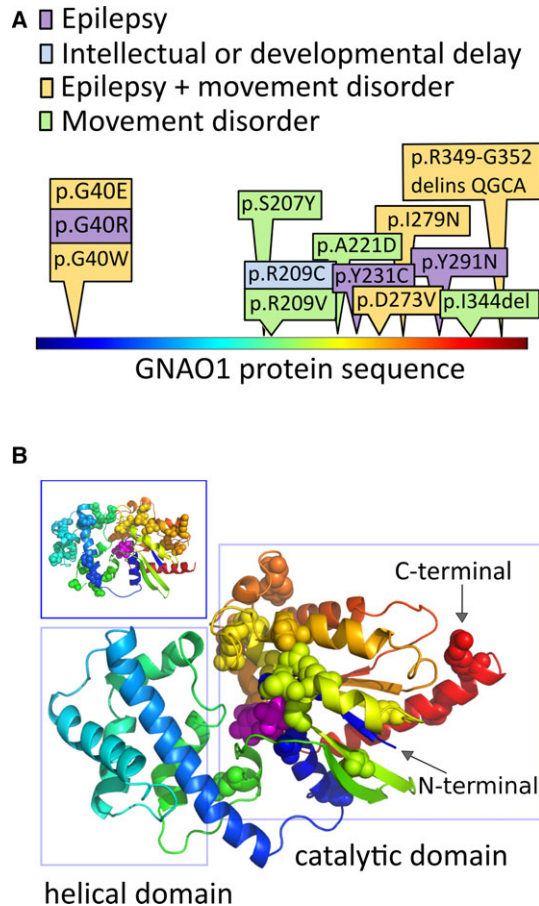 A
Epilepsy
Intellectual or developmental delay
Epilepsy + movement disorder
Movement disorder
p.R349-G352
delins QGCA
p.G40E
p.G40R
p.G40W
p.S207Y
p.I279N
p.A221D
p.R209C
p.Y231C
p.Y291N
p.R209V
p.D273V
p.I344del
GNAO1 protein sequence
B
C-terminal
N-terminal
catalytic domain
helical domain